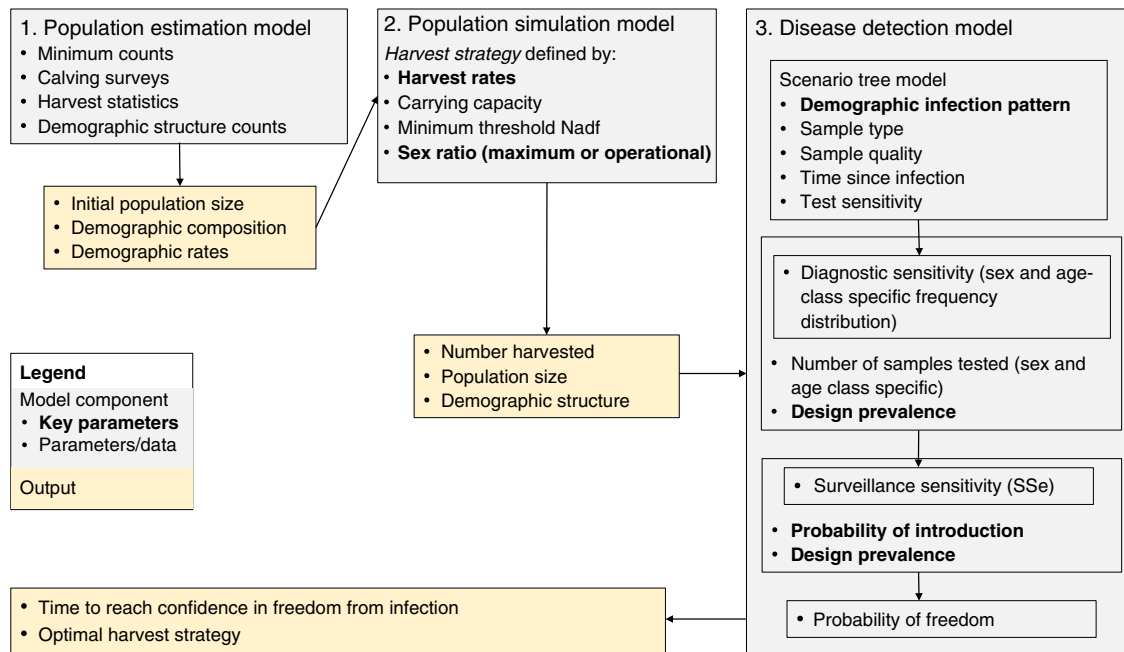 1. Population estimation model
• Minimum counts
• Calving surveys
• Harvest statistics
• Demographic structure counts
• Initial population size
• Demographic composition
• Demographic rates
2. Population simulation model
Harvest strategy defined by:
• Harvest rates
• Carrying capacity
• Minimum threshold Nadf
• Sex ratio (maximum or operational)
• Number harvested
• Population size
• Demographic structure
3. Disease detection model
Scenario tree model
• Demographic infection pattern
• Sample type
• Sample quality
• Time since infection
• Test sensitivity
• Diagnostic sensitivity (sex and age-
class specific frequency
distribution)
• Number of samples tested (sex and
age class specific)
• Design prevalence
• Surveillance sensitivity (SSe)
• Probability of introduction
• Design prevalence
• Probability of freedom
• Time to reach confidence in freedom from infection
• Optimal harvest strategy
Legend
Model component
• Key parameters
• Parameters/data
Output